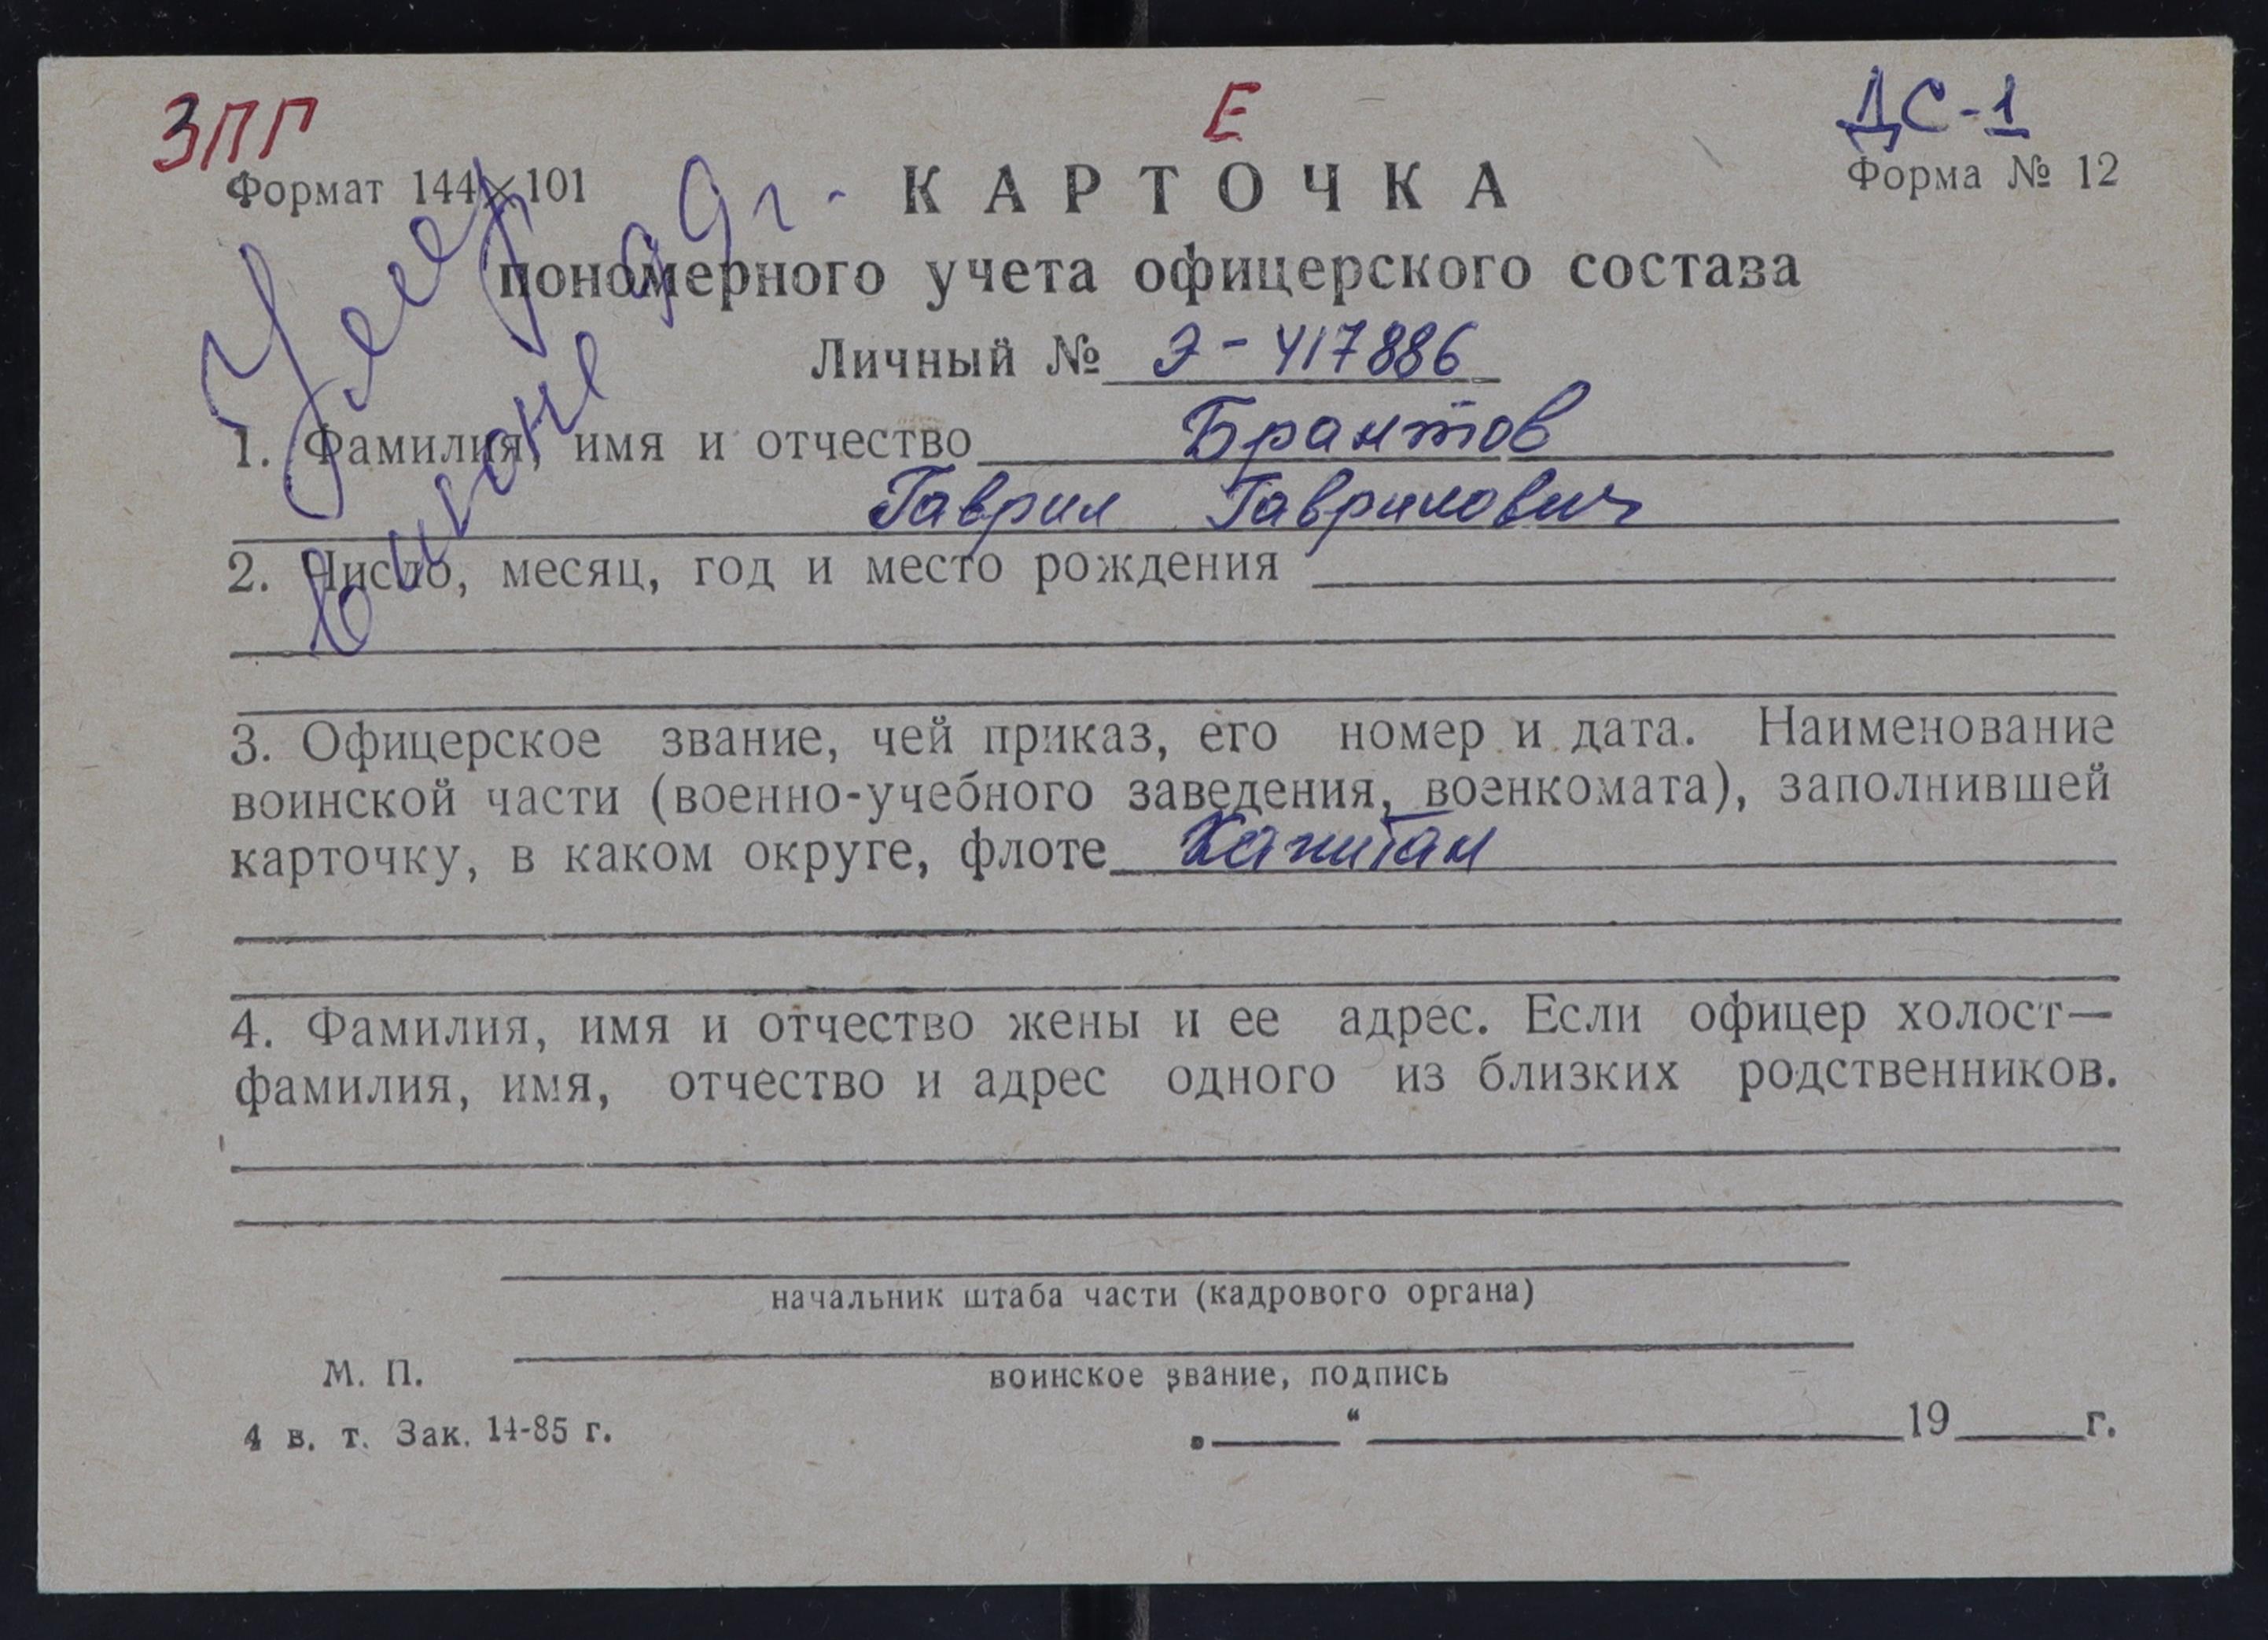 ЗПГ
Е
ДС-1
Формат 144×101
Форма № 12
КАРТОЧКА
пономерного учета офицерского состава
Личный № Э-417886
Умер
в июне 99г.
1. Фамилия, имя и отчество Брантов
Гаврил Гаврилович
2. Число, месяц, год и место рождения
3. Офицерское звание, чей приказ, его номер и дата. Наименование
воинской части (военно-учебного заведения, военкомата), заполнившей
карточку, в каком округе, флоте Капитан
4. Фамилия, имя и отчество жены и ее адрес. Если офицер холост—
фамилия, имя, отчество и адрес одного из близких родственников.
начальник штаба части (кадрового органа)
М. П.
воинское звание, подпись
4 в. т. Зак. 14-85 г.
„ “ 19 г.